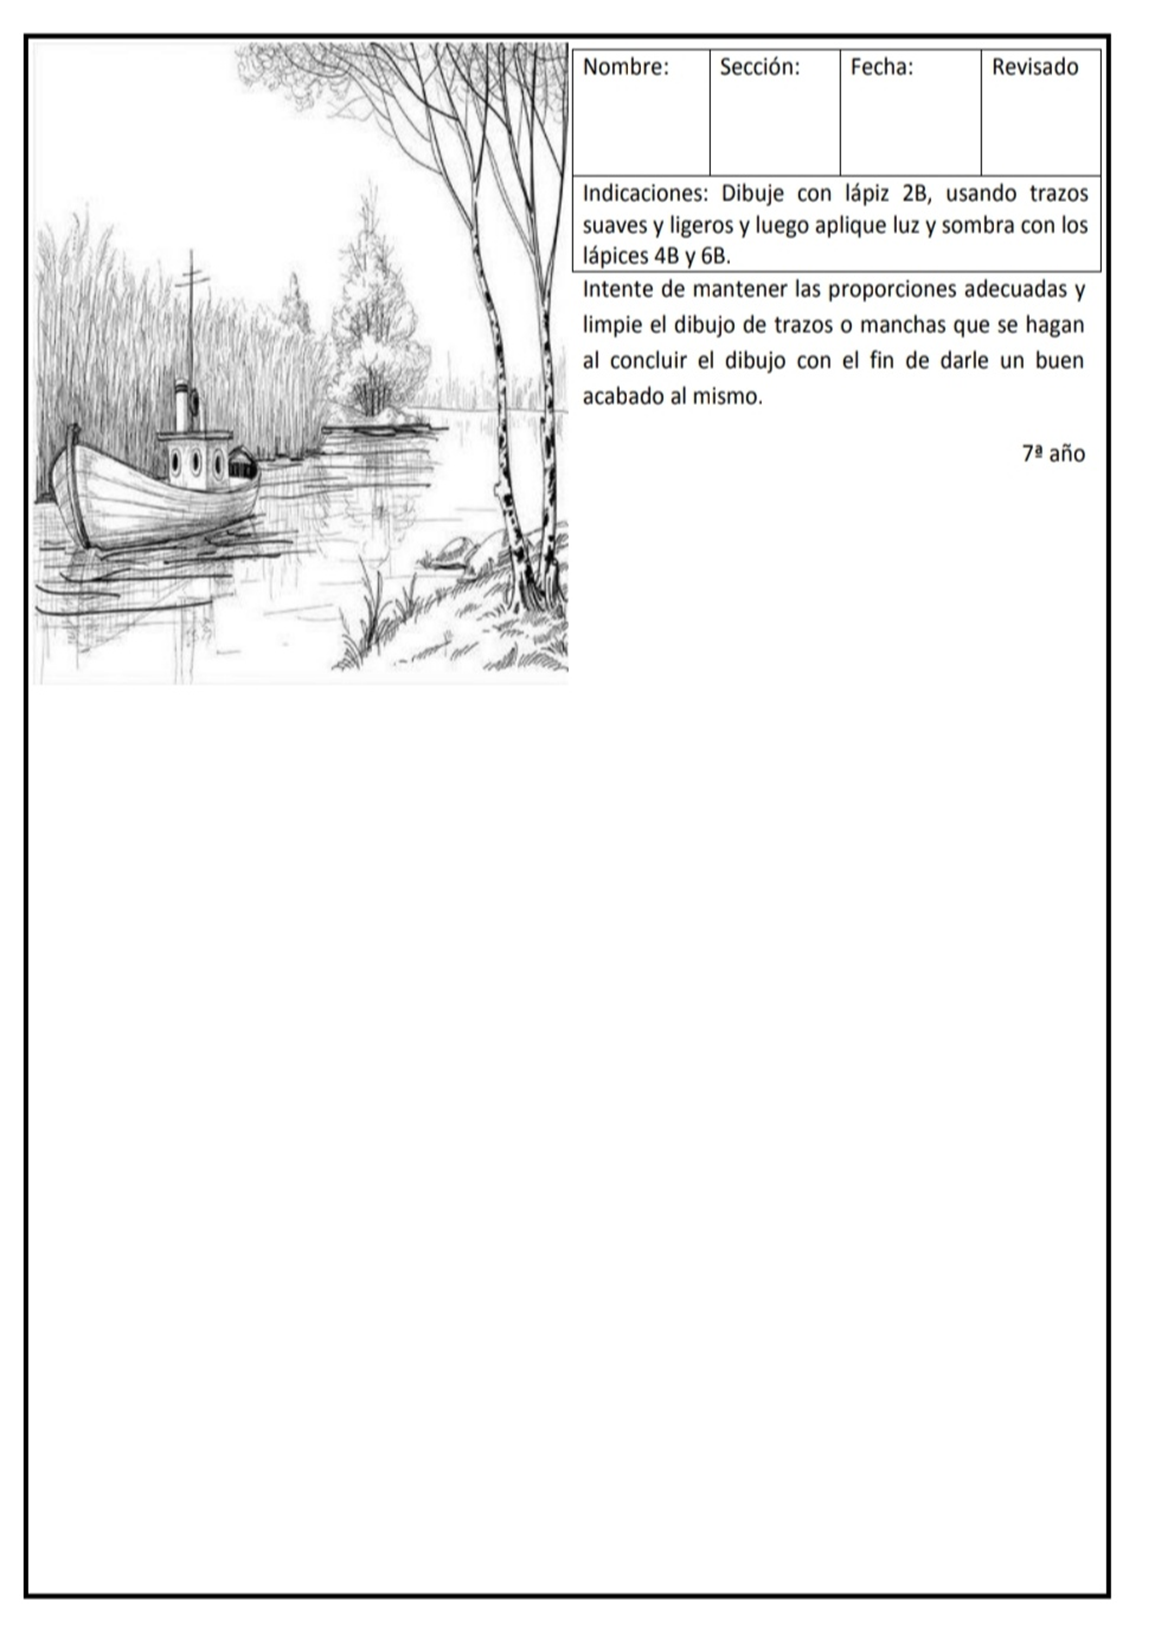 Nombre:
Sección:
Fecha:
Revisado
Indicaciones: Dibuje con lápiz 2B, usando trazos
suaves y ligeros y luego aplique luz y sombra con los
lápices 4B y 6B.
Intente de mantener las proporciones adecuadas y
limpie el dibujo de trazos o manchas que se hagan
al concluir el dibujo con el fin de darle un buen
acabado al mismo.
7ª año